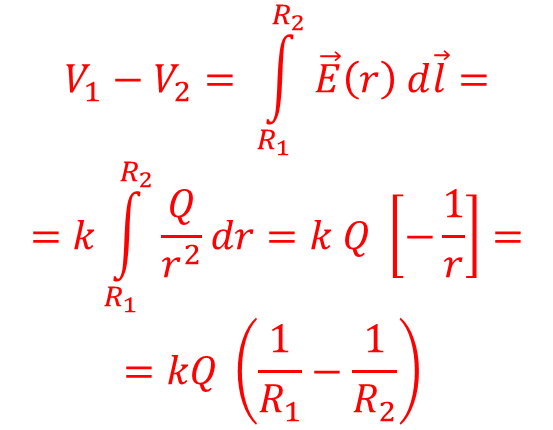 V₁ − V₂ = ∫_{R₁}^{R₂} E⃗(r) dl⃗ =
= k ∫_{R₁}^{R₂} Q/r² dr = k Q [−1/r] =
= kQ (1/R₁ − 1/R₂)